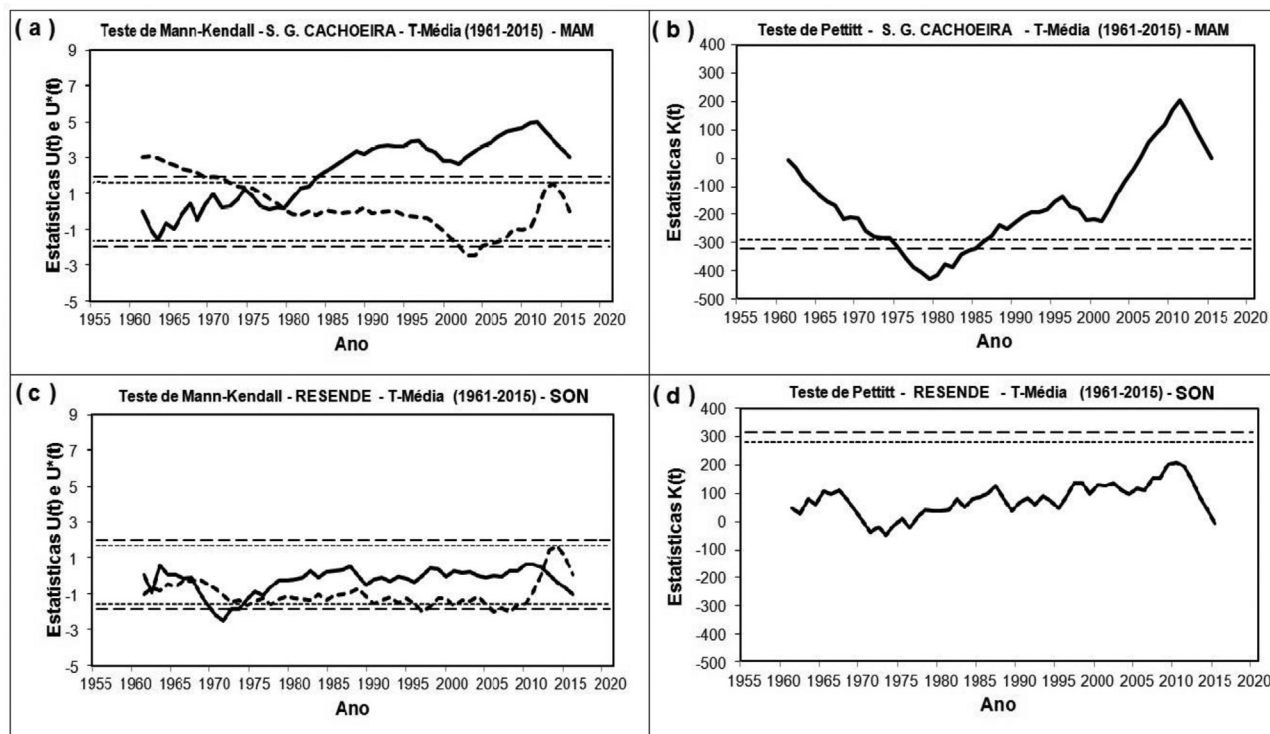 ( a )
Teste de Mann-Kendall - S. G. CACHOEIRA - T-Média (1961-2015) - MAM
Estatísticas U(t) e U*(t)
9
7
5
3
1
-1
-3
-5
1955 1960 1965 1970 1975 1980 1985 1990 1995 2000 2005 2010 2015 2020
Ano
( b )
Teste de Pettitt - S. G. CACHOEIRA - T-Média (1961-2015) - MAM
Estatísticas K(t)
400
300
200
100
0
-100
-200
-300
-400
-500
1955 1960 1965 1970 1975 1980 1985 1990 1995 2000 2005 2010 2015 2020
Ano
( c )
Teste de Mann-Kendall - RESENDE - T-Média (1961-2015) - SON
Estatísticas U(t) e U*(t)
9
7
5
3
1
-1
-3
-5
1955 1960 1965 1970 1975 1980 1985 1990 1995 2000 2005 2010 2015 2020
Ano
( d )
Teste de Pettitt - RESENDE - T-Média (1961-2015) - SON
Estatísticas K(t)
400
300
200
100
0
-100
-200
-300
-400
-500
1955 1960 1965 1970 1975 1980 1985 1990 1995 2000 2005 2010 2015 2020
Ano